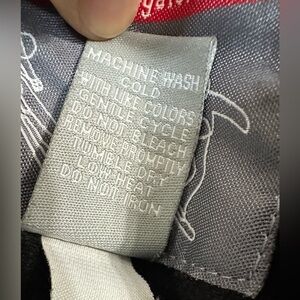 MACHINE WASH
COLD
WITH LIKE COLORS
GENTLE CYCLE
DO NOT BLEACH
REMOVE PROMPTLY
TUMBLE DRY
LOW HEAT
DO NOT IRON